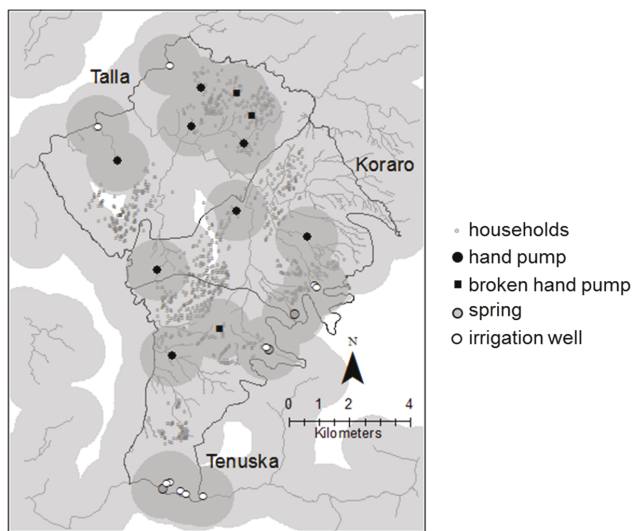 Talla
Koraro
households
hand pump
broken hand pump
spring
irrigation well
N
0 1 2 4
Kilometers
Tenuska